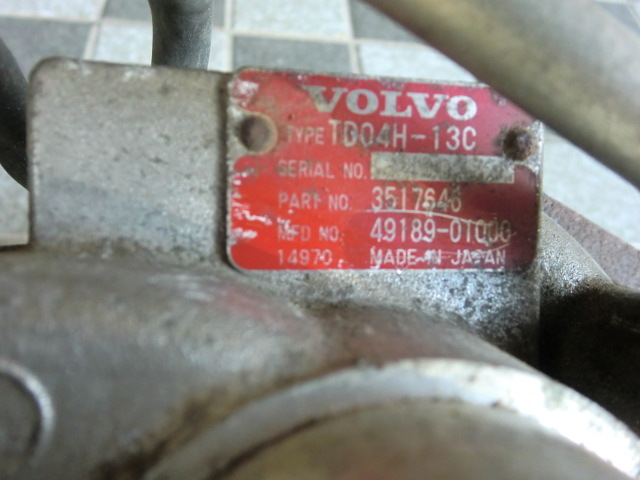 VOLVO
TYPE TD04H-13C
SERIAL NO.
PART NO. 3517646
MFD NO. 49189-01000
14970 MADE IN JAPAN